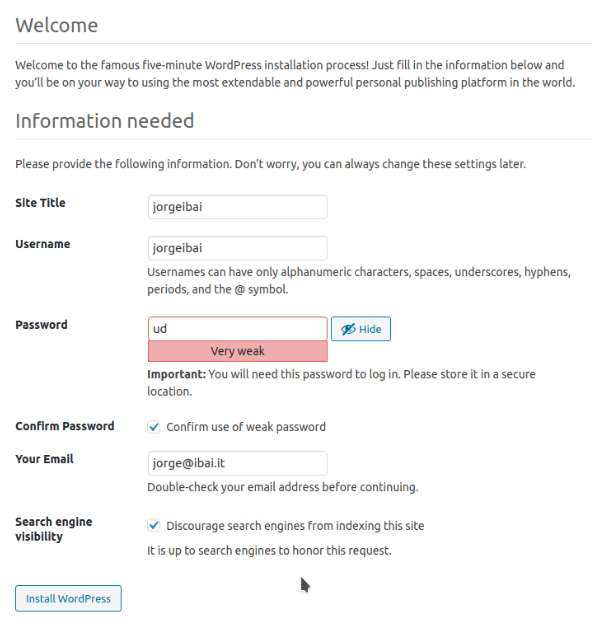 Welcome
Welcome to the famous five-minute WordPress installation process! Just fill in the information below and
you'll be on your way to using the most extendable and powerful personal publishing platform in the world.
Information needed
Please provide the following information. Don't worry, you can always change these settings later.
Site Title
jorgeibai
Username
jorgeibai
Usernames can have only alphanumeric characters, spaces, underscores, hyphens,
periods, and the @ symbol.
Password
ud
Hide
Very weak
Important: You will need this password to log in. Please store it in a secure
location.
Confirm Password
Confirm use of weak password
Your Email
jorge@ibai.it
Double-check your email address before continuing.
Search engine
visibility
Discourage search engines from indexing this site
It is up to search engines to honor this request.
Install WordPress